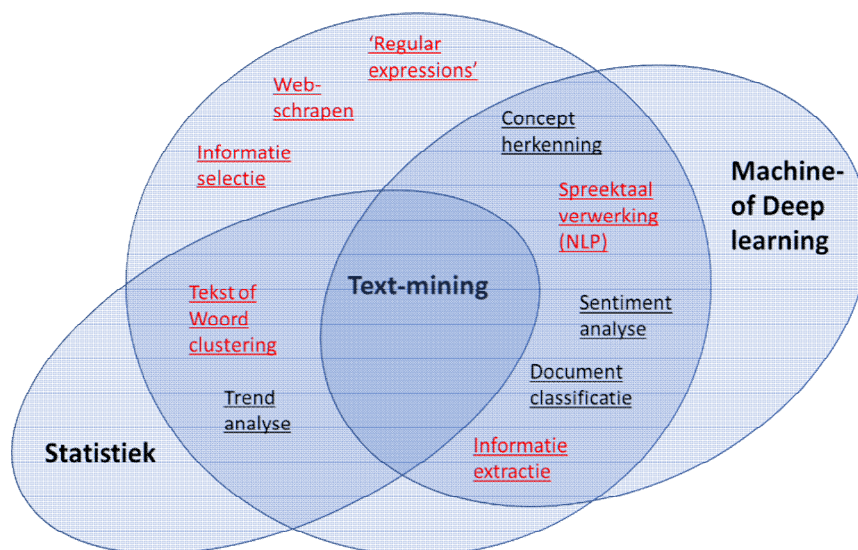 'Regular
expressions'
Web-
schrapen
Concept
herkenning
Informatie
selectie
Machine-
of Deep
learning
Spreektaal
verwerking
(NLP)
Text-mining
Tekst of
Woord
clustering
Sentiment
analyse
Document
classificatie
Trend
analyse
Informatie
extractie
Statistiek